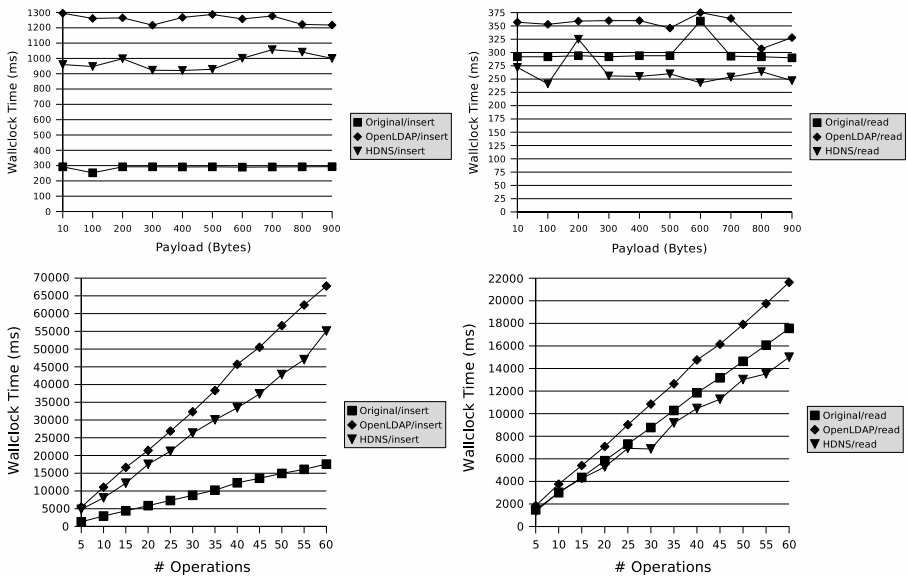 1300
1200
1100
1000
900
800
700
600
500
400
300
200
100
0
Wallclock Time (ms)
10 100 200 300 400 500 600 700 800 900
Payload (Bytes)
Original/insert
OpenLDAP/insert
HDNS/insert
375
350
325
300
275
250
225
200
175
150
125
100
75
50
25
0
Wallclock Time (ms)
10 100 200 300 400 500 600 700 800 900
Payload (Bytes)
Original/read
OpenLDAP/read
HDNS/read
70000
65000
60000
55000
50000
45000
40000
35000
30000
25000
20000
15000
10000
5000
0
Wallclock Time (ms)
5 10 15 20 25 30 35 40 45 50 55 60
# Operations
Original/insert
OpenLDAP/insert
HDNS/insert
22000
20000
18000
16000
14000
12000
10000
8000
6000
4000
2000
0
Wallclock Time (ms)
5 10 15 20 25 30 35 40 45 50 55 60
# Operations
Original/read
OpenLDAP/read
HDNS/read